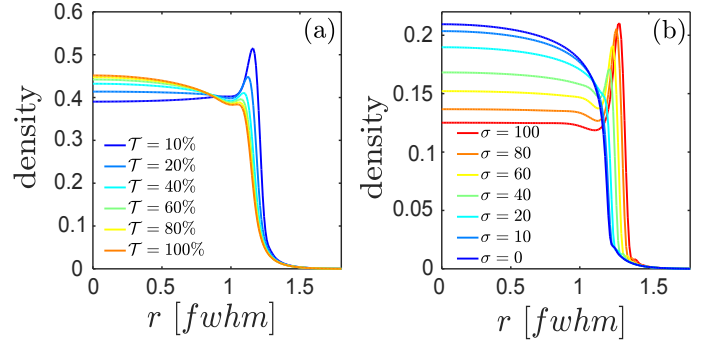 (a)
density
0.6
0.5
0.4
0.3
0.2
0.1
0
𝒯 = 10%
𝒯 = 20%
𝒯 = 40%
𝒯 = 60%
𝒯 = 80%
𝒯 = 100%
0 0.5 1 1.5
r [fwhm]
(b)
density
0.2
0.15
0.1
0.05
0
σ = 100
σ = 80
σ = 60
σ = 40
σ = 20
σ = 10
σ = 0
0 0.5 1 1.5
r [fwhm]